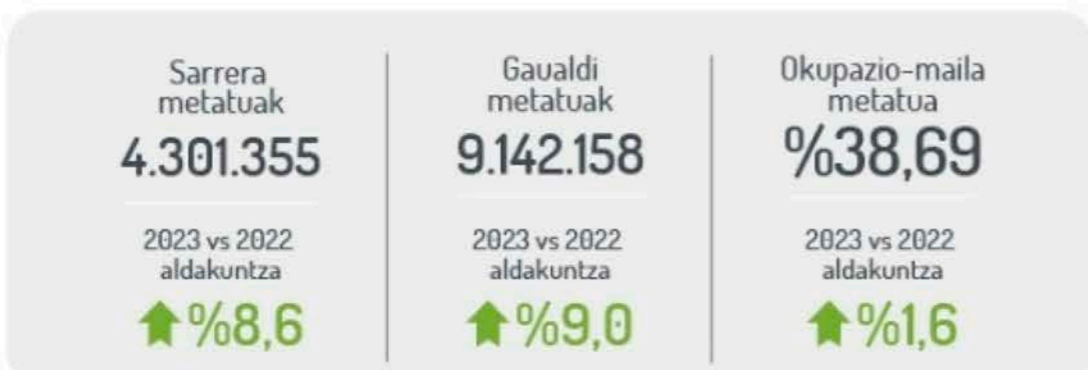 Sarrera
metatuak
4.301.355
2023 vs 2022
aldakuntza
%8,6
Gaualdi
metatuak
9.142.158
2023 vs 2022
aldakuntza
%9,0
Okupazio-maila
metatua
%38,69
2023 vs 2022
aldakuntza
%1,6